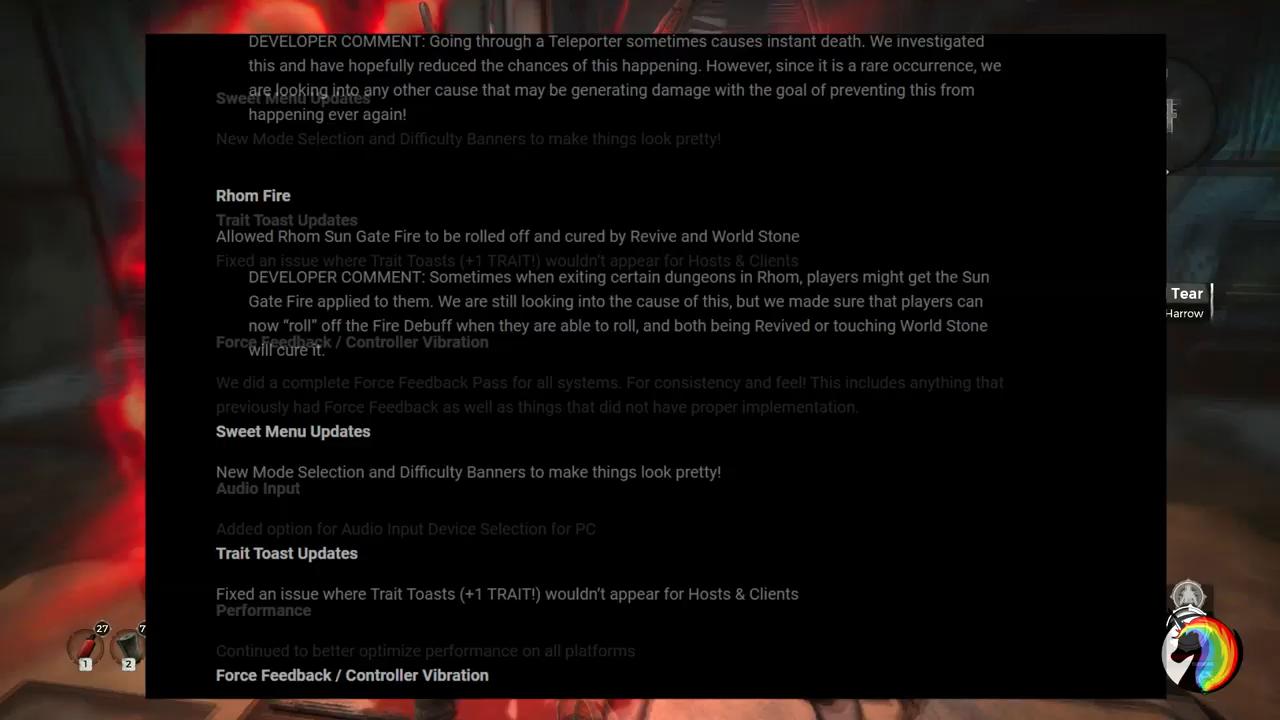 DEVELOPER COMMENT: Going through a Teleporter sometimes causes instant death. We investigated
this and have hopefully reduced the chances of this happening. However, since it is a rare occurrence, we
are looking into any other cause that may be generating damage with the goal of preventing this from
Sweet Menu Updates
happening ever again!
New Mode Selection and Difficulty Banners to make things look pretty!
Rhom Fire
Trait Toast Updates
Allowed Rhom Sun Gate Fire to be rolled off and cured by Revive and World Stone
Fixed an issue where Trait Toasts (+1 TRAIT!) wouldn't appear for Hosts & Clients
DEVELOPER COMMENT: Sometimes when exiting certain dungeons in Rhom, players might get the Sun
Gate Fire applied to them. We are still looking into the cause of this, but we made sure that players can
now “roll” off the Fire Debuff when they are able to roll, and both being Revived or touching World Stone
Force Feedback / Controller Vibration
will cure it.
We did a complete Force Feedback Pass for all systems. For consistency and feel! This includes anything that
previously had Force Feedback as well as things that did not have proper implementation.
Sweet Menu Updates
New Mode Selection and Difficulty Banners to make things look pretty!
Audio Input
Added option for Audio Input Device Selection for PC
Trait Toast Updates
Fixed an issue where Trait Toasts (+1 TRAIT!) wouldn't appear for Hosts & Clients
Performance
Continued to better optimize performance on all platforms
Force Feedback / Controller Vibration
Tear
Harrow
27
7
1
2